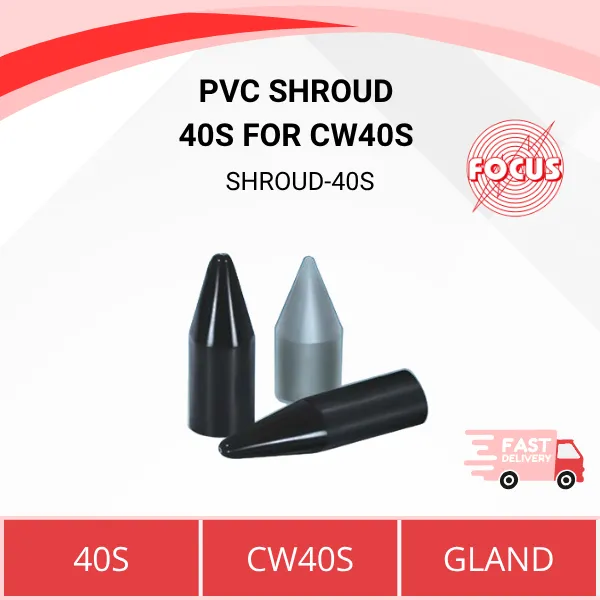 PVC SHROUD
40S FOR CW40S
SHROUD-40S
FOCUS
FAST
DELIVERY
40S
CW40S
GLAND